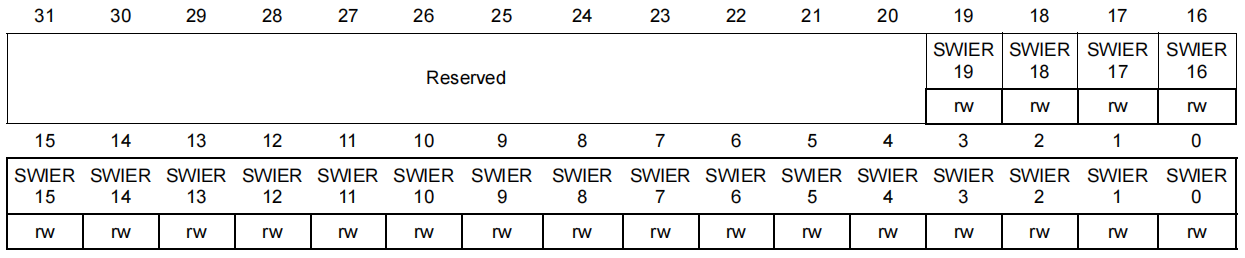 31 30 29 28 27 26 25 24 23 22 21 20 19 18 17 16
Reserved SWIER SWIER SWIER SWIER
19 18 17 16
rw rw rw rw
15 14 13 12 11 10 9 8 7 6 5 4 3 2 1 0
SWIER SWIER SWIER SWIER SWIER SWIER SWIER SWIER SWIER SWIER SWIER SWIER SWIER SWIER SWIER SWIER
15 14 13 12 11 10 9 8 7 6 5 4 3 2 1 0
rw rw rw rw rw rw rw rw rw rw rw rw rw rw rw rw